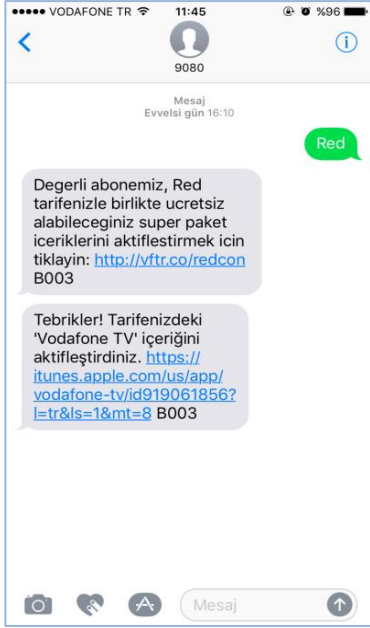 VODAFONE TR 11:45 %96
9080
Mesaj
Evvelsi gün 16:10
Red
Degerli abonemiz, Red
tarifenizle birlikte ucretsiz
alabileceginiz super paket
iceriklerini aktiflestirmek icin
tiklayin: http://vftr.co/redcon
B003
Tebrikler! Tarifenizdeki
'Vodafone TV' içeriğini
aktifleştirdiniz. https://
itunes.apple.com/us/app/
vodafone-tv/id919061856?
l=tr&ls=1&mt=8 B003
Mesaj